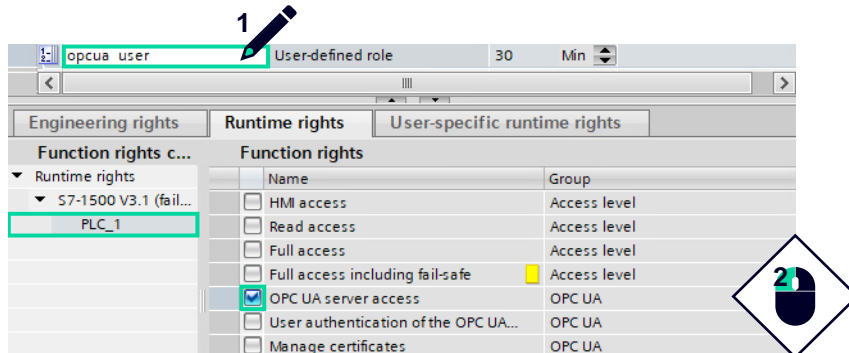 1
opcua user User-defined role 30 Min
Engineering rights Runtime rights User-specific runtime rights
Function rights c... Function rights
Runtime rights Name Group
S7-1500 V3.1 (fail... HMI access Access level
PLC_1 Read access Access level
Full access Access level
Full access including fail-safe Access level
2
OPC UA server access OPC UA
User authentication of the OPC UA... OPC UA
Manage certificates OPC UA